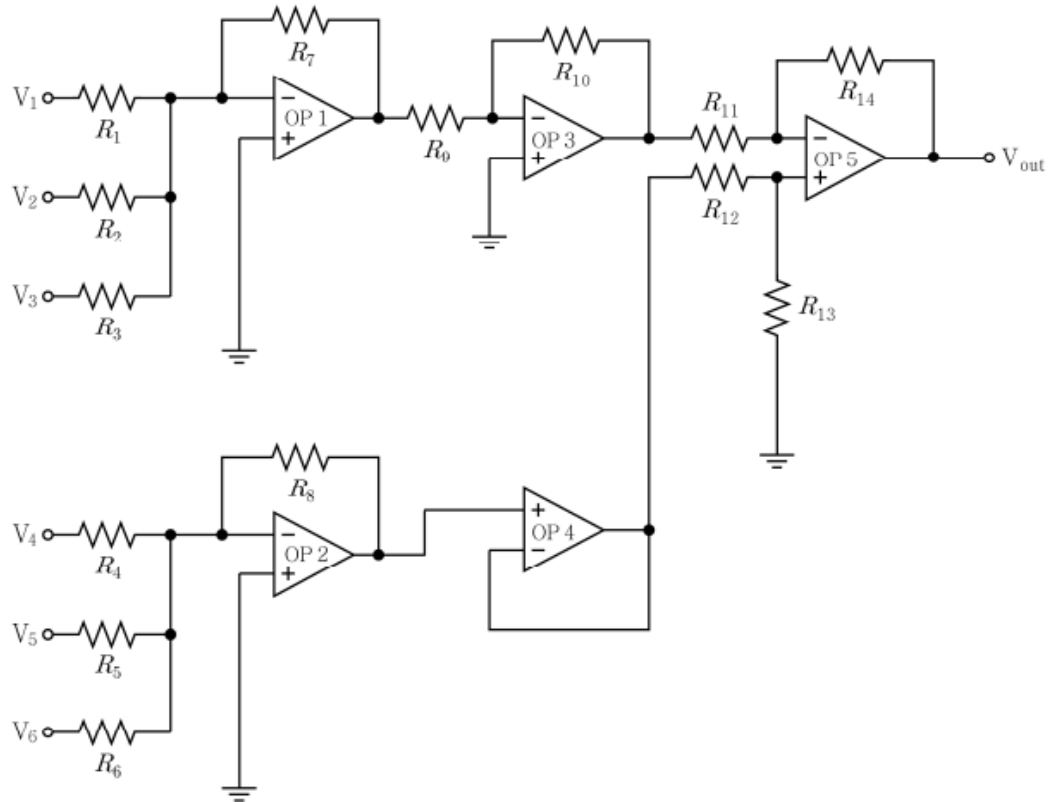 R7
R10
R14
V1
R1
− OP 1 +
R9
− OP 3 +
R11
− OP 5 +
Vout
V2
R2
R12
V3
R3
R13
R8
V4
R4
− OP 2 +
+ OP 4 −
V5
R5
V6
R6